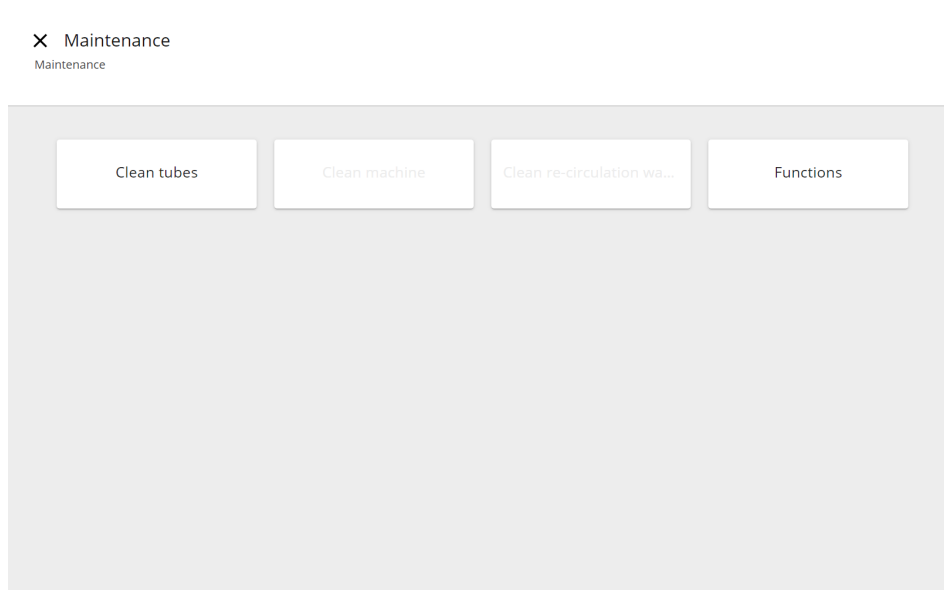 Maintenance
Maintenance
Clean tubes
Clean machine
Clean re-circulation wa...
Functions